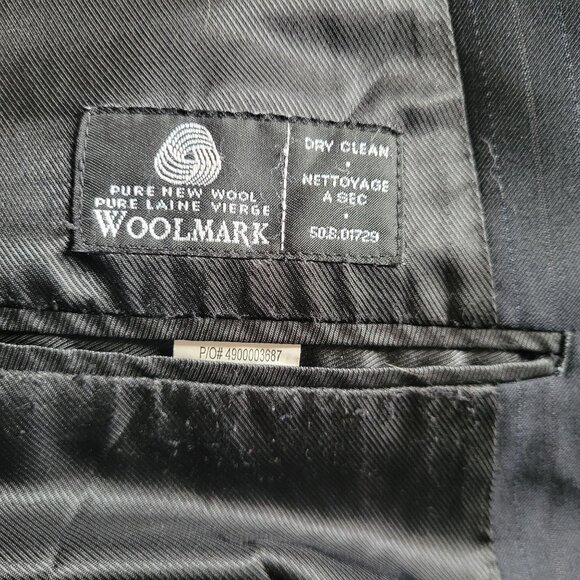 PURE NEW WOOL
PURE LAINE VIERGE
WOOLMARK
DRY CLEAN
•
NETTOYAGE
A SEC
•
50.B.01729
P/O# 4900003687